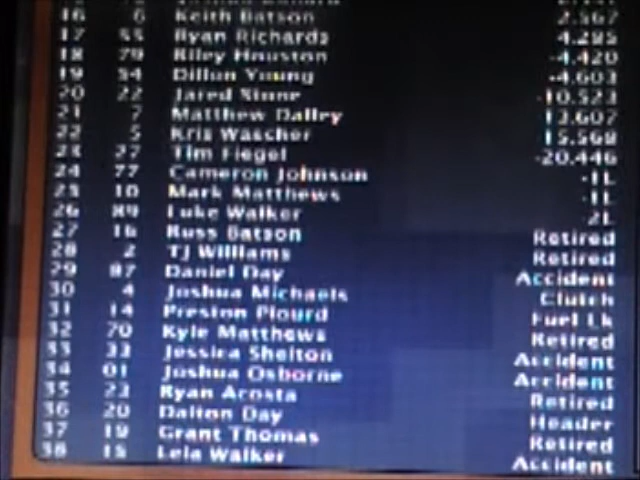 16 6 Keith Batson 2.567
17 55 Ryan Richards 4.295
18 79 Riley Houston -4.420
19 54 Dillon Young -4.603
20 22 Jared Stone -10.523
21 7 Matthew Dalley 13.607
22 5 Kris Wascher 15.568
23 27 Tim Fiegel -20.446
24 77 Cameron Johnson -1L
25 10 Mark Matthews -1L
26 89 Luke Walker -2L
27 16 Russ Batson Retired
28 2 TJ Williams Retired
29 87 Daniel Day Accident
30 4 Joshua Michaels Clutch
31 14 Preston Plourd Fuel Lk
32 70 Kyle Matthews Retired
33 33 Jessica Shelton Accident
34 01 Joshua Osborne Accident
35 23 Ryan Acosta Retired
36 20 Dalton Day Header
37 19 Grant Thomas Retired
38 15 Lela Walker Accident